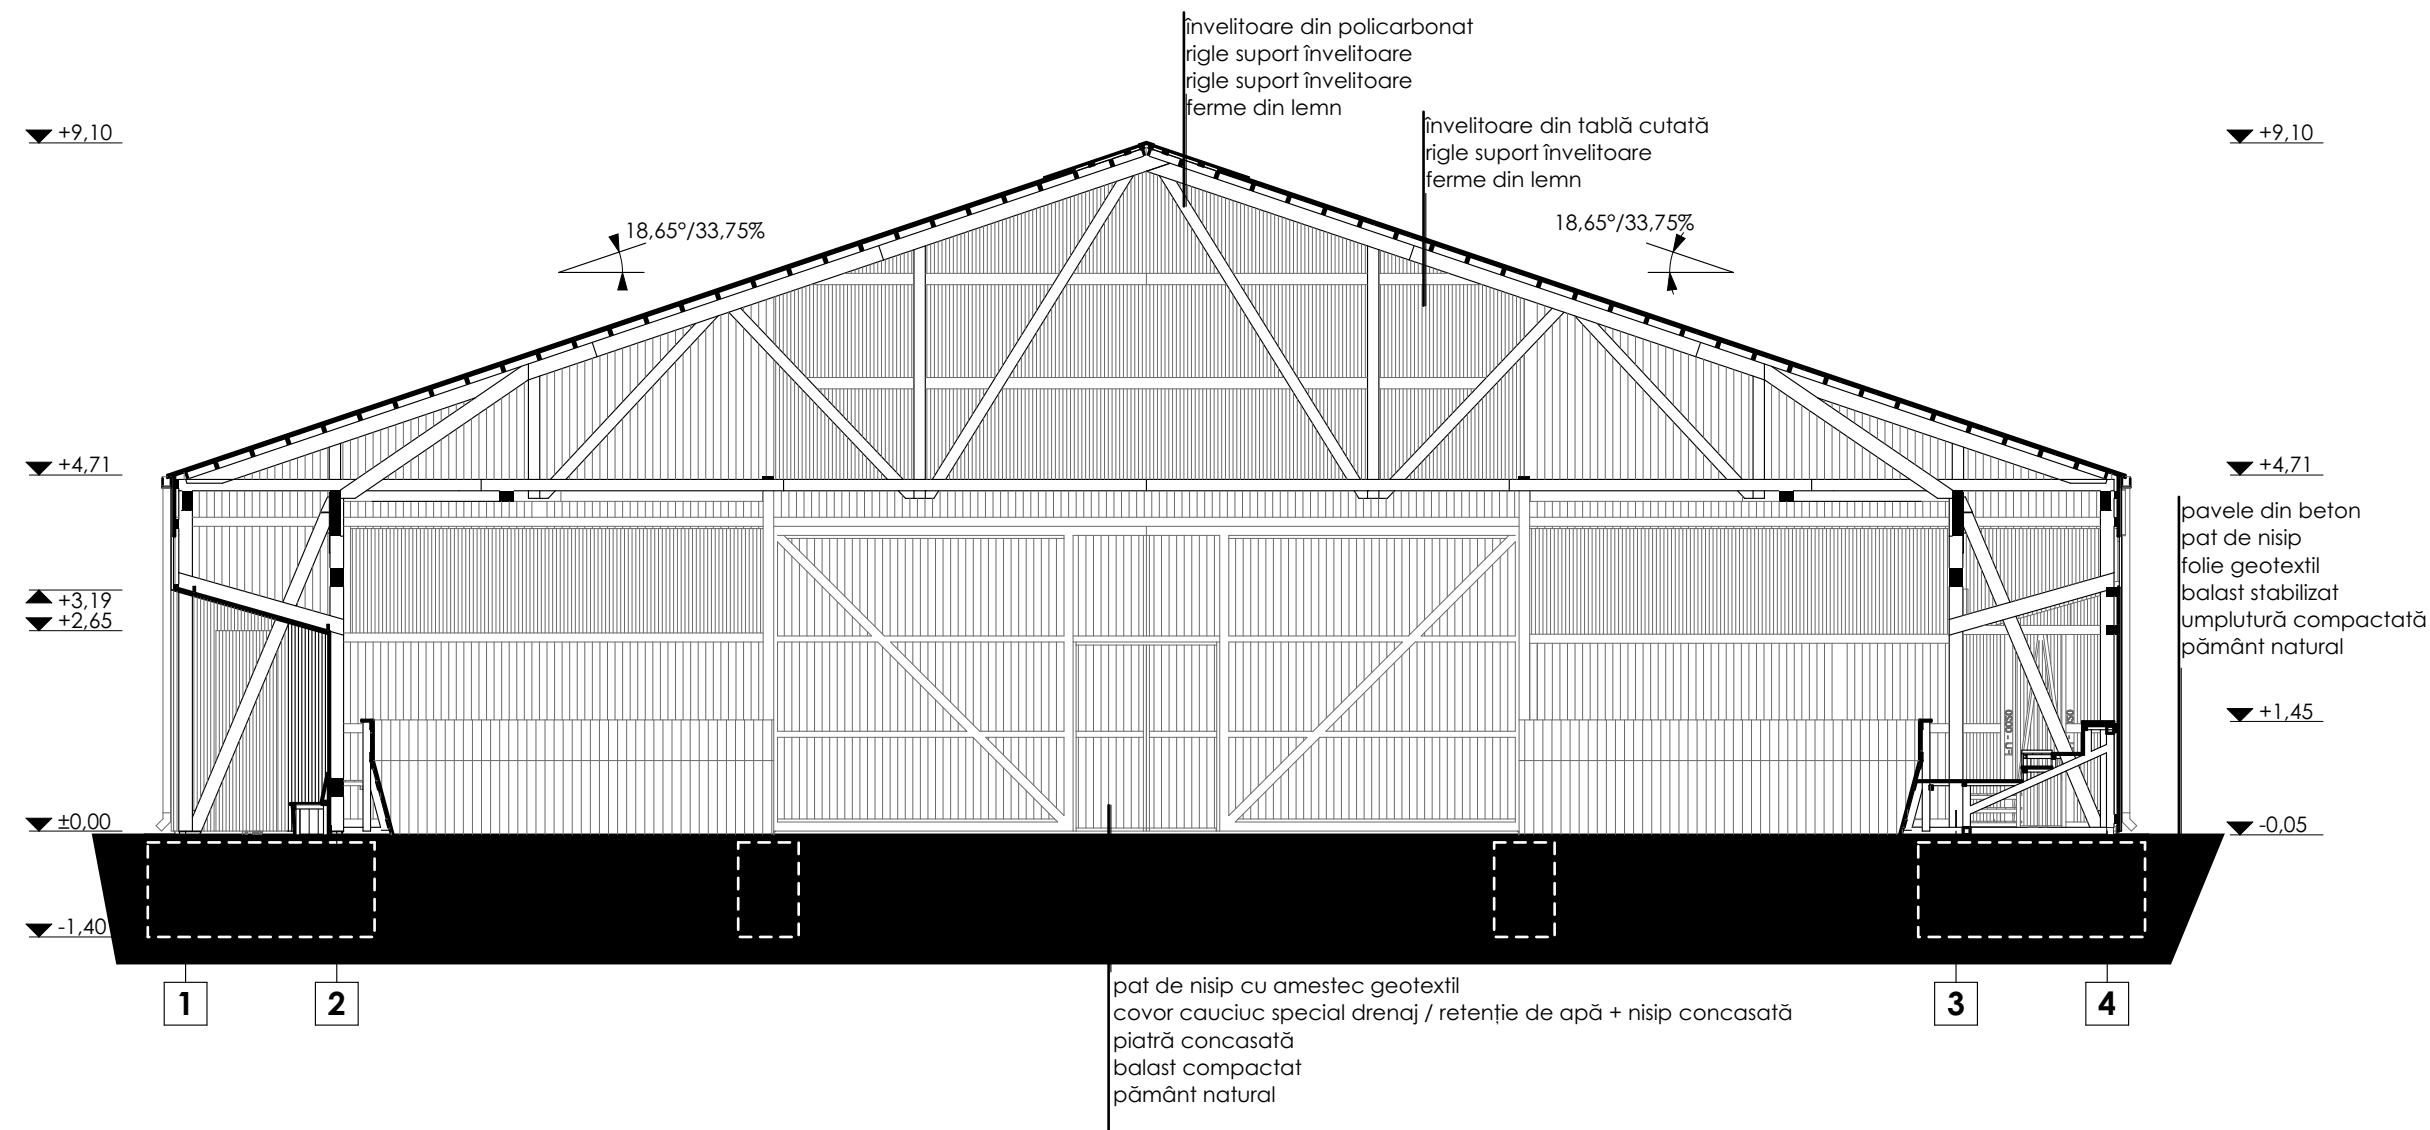 învelitoare din policarbonat
rigle suport învelitoare
rigle suport învelitoare
ferme din lemn
învelitoare din tablă cutată
rigle suport învelitoare
ferme din lemn
+9,10
+9,10
18,65°/33,75%
18,65°/33,75%
+4,71
+4,71
pavele din beton
pat de nisip
folie geotextil
balast stabilizat
umplutură compactată
pământ natural
+3,19
+2,65
+1,45
±0,00
-0,05
-1,40
1
2
3
4
pat de nisip cu amestec geotextil
covor cauciuc special drenaj / retenție de apă + nisip concasată
piatră concasată
balast compactat
pământ natural